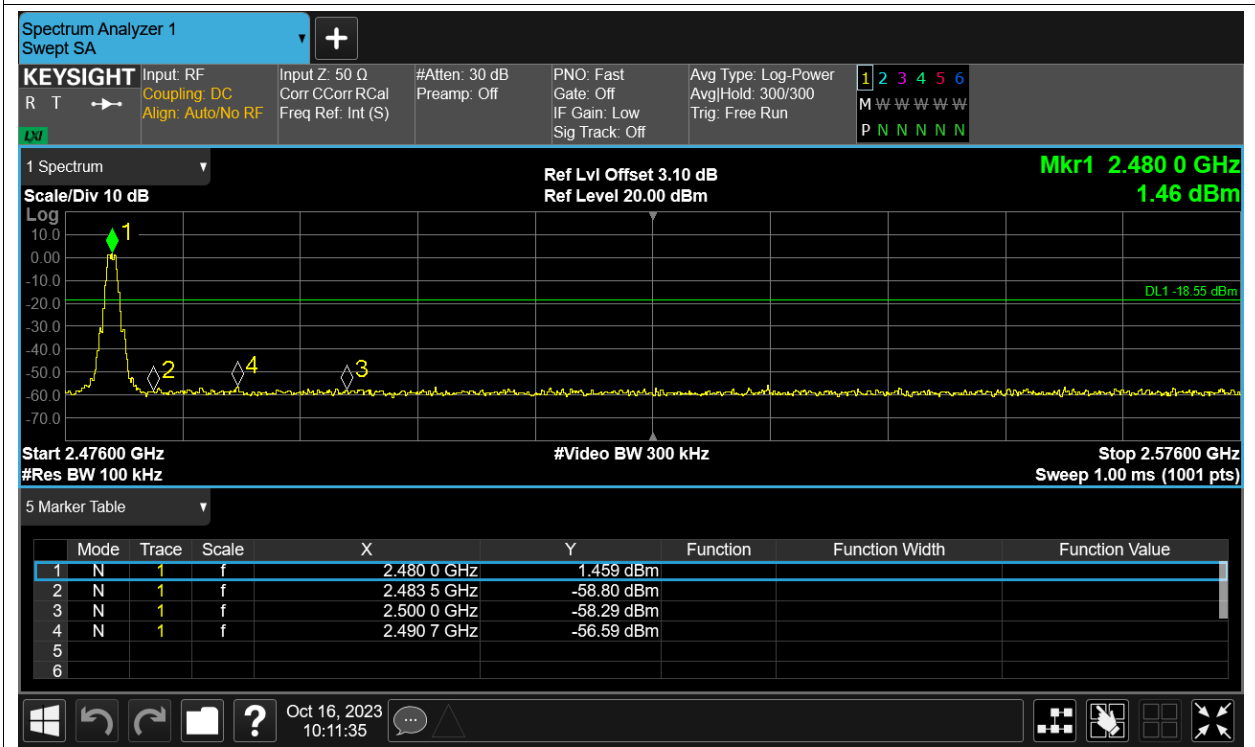 Spectrum Analyzer 1
Swept SA
KEYSIGHT Input: RF Input Z: 50 Ω #Atten: 30 dB PNO: Fast Avg Type: Log-Power 1 2 3 4 5 6
R T Coupling: DC Corr CCorr RCal Preamp: Off Gate: Off Avg|Hold: 300/300 M W W W W W
Align: Auto/No RF Freq Ref: Int (S) IF Gain: Low Trig: Free Run
LXI Sig Track: Off P N N N N N
1 Spectrum Ref Lvl Offset 3.10 dB Mkr1 2.480 0 GHz
Scale/Div 10 dB Ref Level 20.00 dBm 1.46 dBm
Log
1
10.0
0.00
-10.0
DL1 -18.55 dBm
-20.0
-30.0
-40.0
2 4 3
-50.0
-60.0
-70.0
Start 2.47600 GHz #Video BW 300 kHz Stop 2.57600 GHz
#Res BW 100 kHz Sweep 1.00 ms (1001 pts)
5 Marker Table
Mode Trace Scale X Y Function Function Width Function Value
1 N 1 f 2.480 0 GHz 1.459 dBm
2 N 1 f 2.483 5 GHz -58.80 dBm
3 N 1 f 2.500 0 GHz -58.29 dBm
4 N 1 f 2.490 7 GHz -56.59 dBm
5
6
? Oct 16, 2023
10:11:35